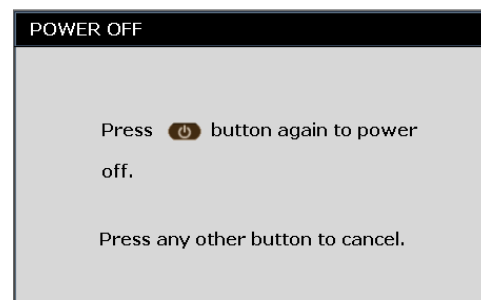 POWER OFF
Press button again to power
off.
Press any other button to cancel.